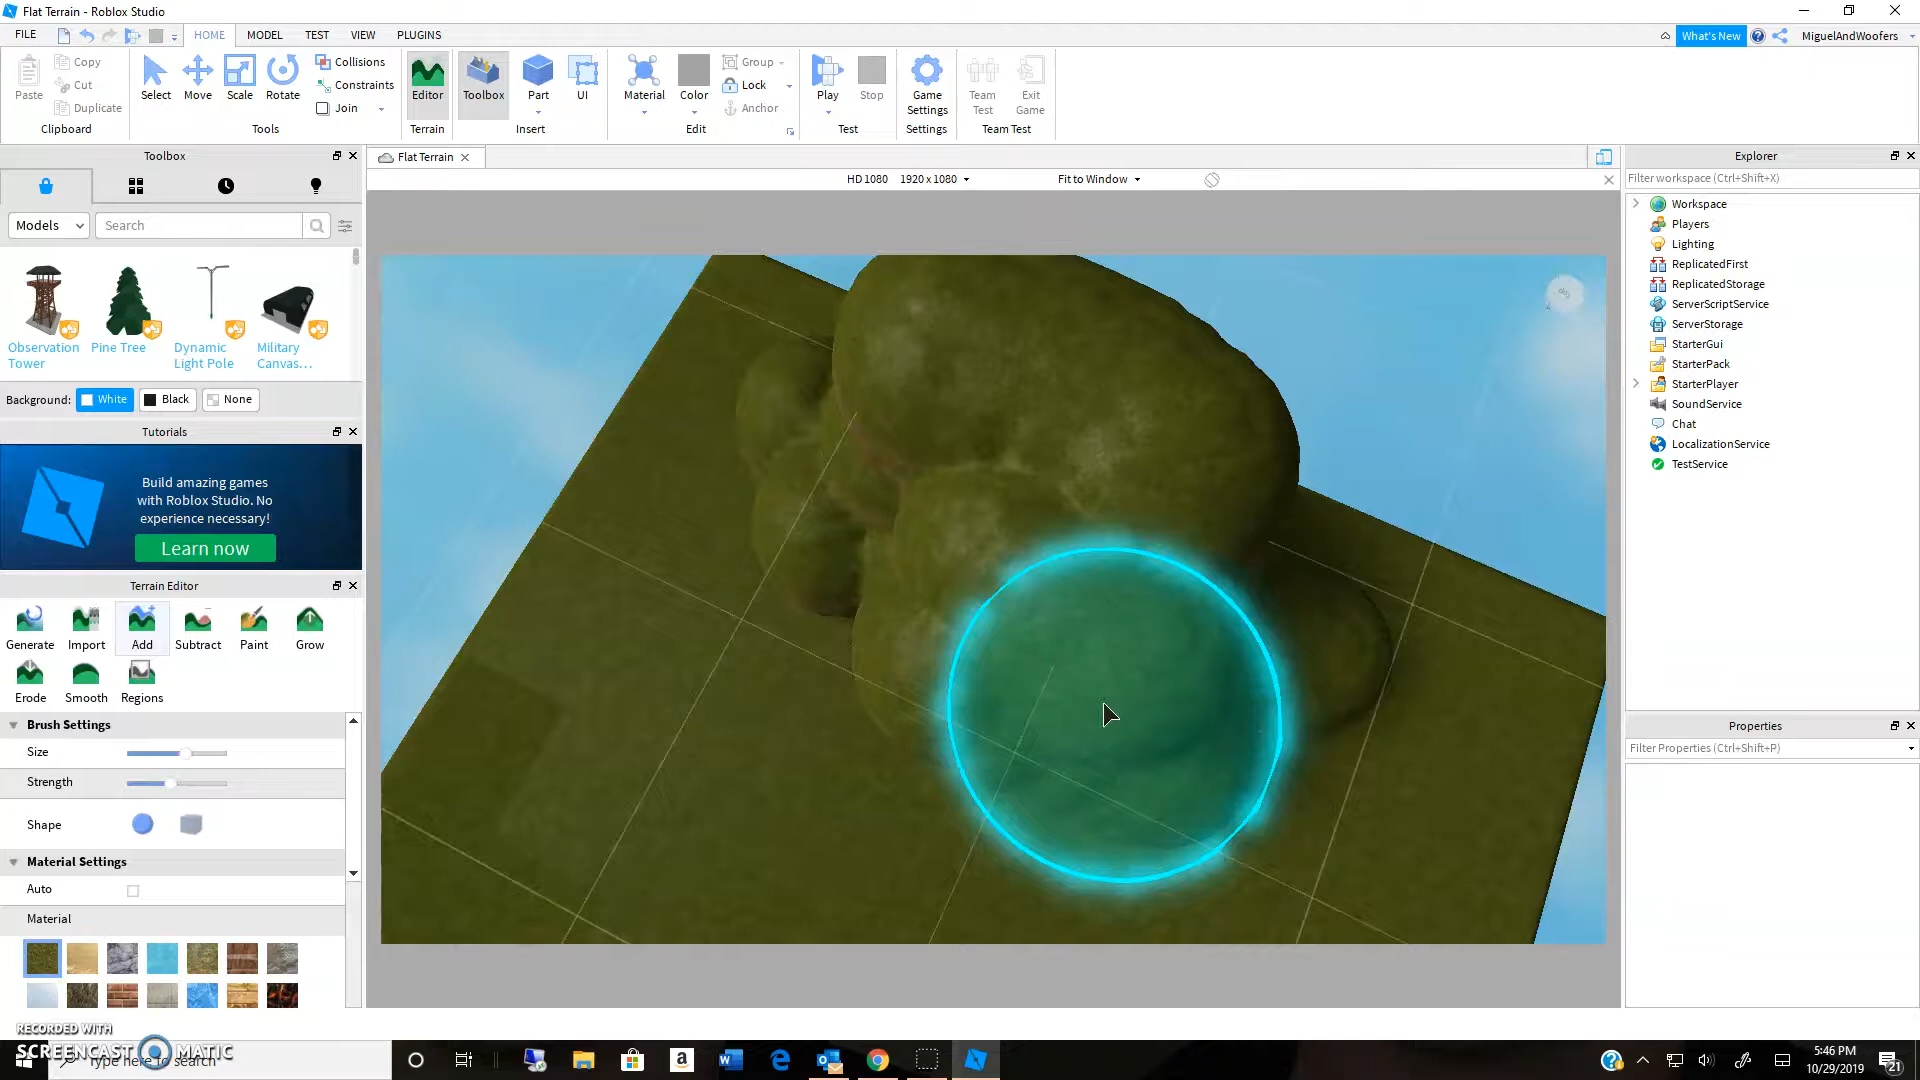 Flat Terrain - Roblox Studio
FILE HOME MODEL TEST VIEW PLUGINS What's New MiguelAndWoofers
Paste Copy Cut Duplicate Clipboard
Select Move Scale Rotate Collisions Constraints Join Tools
Editor Terrain
Toolbox Part UI Insert
Material Color Group Lock Anchor Edit
Play Stop Test
Game Settings Settings
Team Test Exit Game Team Test
Toolbox
Models Search
Observation Tower
Pine Tree
Dynamic Light Pole
Military Canvas...
Background: White Black None
Tutorials
Build amazing games
with Roblox Studio. No
experience necessary!
Learn now
Terrain Editor
Generate Import Add Subtract Paint Grow
Erode Smooth Regions
Brush Settings
Size
Strength
Shape
Material Settings
Auto
Material
Flat Terrain
HD 1080 1920 x 1080 Fit to Window
Explorer
Filter workspace (Ctrl+Shift+X)
Workspace
Players
Lighting
ReplicatedFirst
ReplicatedStorage
ServerScriptService
ServerStorage
StarterGui
StarterPack
StarterPlayer
SoundService
Chat
LocalizationService
TestService
Properties
Filter Properties (Ctrl+Shift+P)
RECORDED WITH
SCREENCAST MATIC
Type here to search
5:46 PM
10/29/2019
21